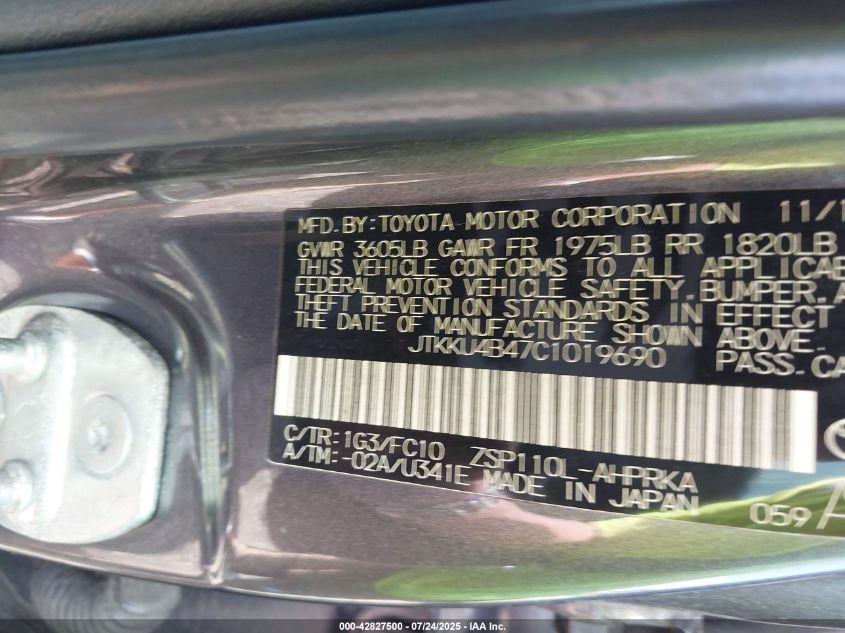 MFD. BY: TOYOTA MOTOR CORPORATION 11/1
GVWR 3605LB GAWR FR 1975LB RR 1820LB
THIS VEHICLE CONFORMS TO ALL APPLICAB
FEDERAL MOTOR VEHICLE SAFETY, BUMPER, A
THEFT PREVENTION STANDARDS IN EFFECT
THE DATE OF MANUFACTURE SHOWN ABOVE.
JTKKU4B47C1019690 PASS. CA
C/TR: 1G3/FC10 ZSP110L-AHPRKA
A/TM: -02A/U341E MADE IN JAPAN
059 A
000-42827500 - 07/24/2025 - IAA Inc.